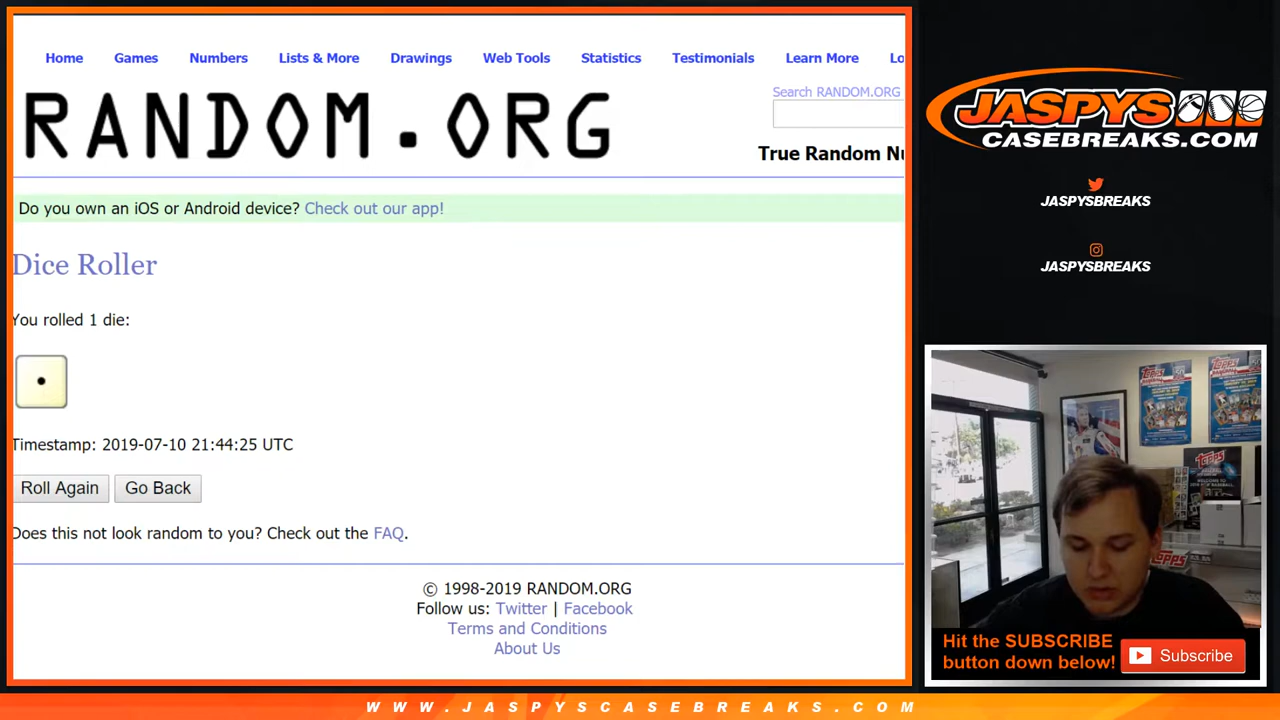 Home Games Numbers Lists & More Drawings Web Tools Statistics Testimonials Learn More Lo
RANDOM.ORG
Search RANDOM.ORG
True Random Nu
Do you own an iOS or Android device? Check out our app!
Dice Roller
You rolled 1 die:
Timestamp: 2019-07-10 21:44:25 UTC
Roll Again Go Back
Does this not look random to you? Check out the FAQ.
© 1998-2019 RANDOM.ORG
Follow us: Twitter | Facebook
Terms and Conditions
About Us
JASPYS
CASEBREAKS.COM
JASPYSBREAKS
JASPYSBREAKS
TOPPS
Hit the SUBSCRIBE
button down below!
Subscribe
WWW.JASPYSCASEBREAKS.COM